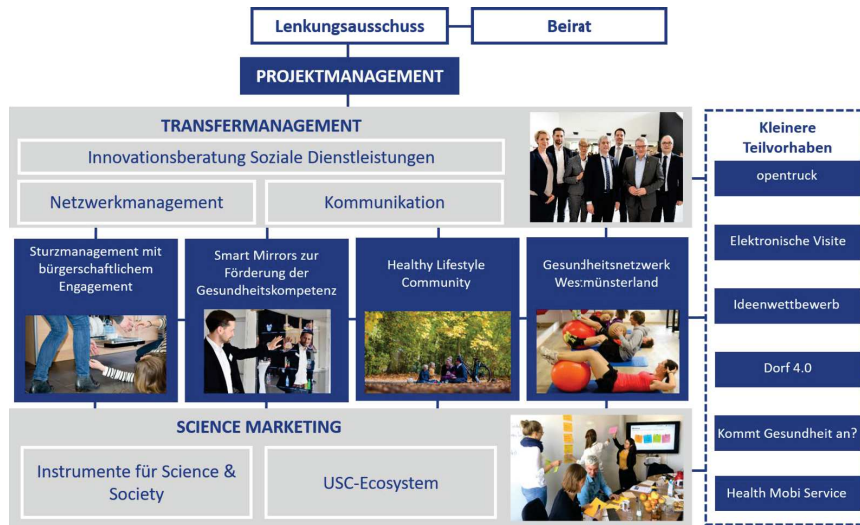 Lenkungsausschuss
Beirat
PROJEKTMANAGEMENT
TRANSFERMANAGEMENT
Innovationsberatung Soziale Dienstleistungen
Netzwerkmanagement
Kommunikation
Sturzmanagement mit
bürgerschaftlichem
Engagement
Smart Mirrors zur
Förderung der
Gesundheitskompetenz
Healthy Lifestyle
Community
Gesundheitsnetzwerk
Wes:münsterland
SCIENCE MARKETING
Instrumente für Science &
Society
USC-Ecosystem
Kleinere
Teilvorhaben
opentruck
Elektronische Visite
Ideenwettbewerb
Dorf 4.0
Kommt Gesundheit an?
Health Mobi Service